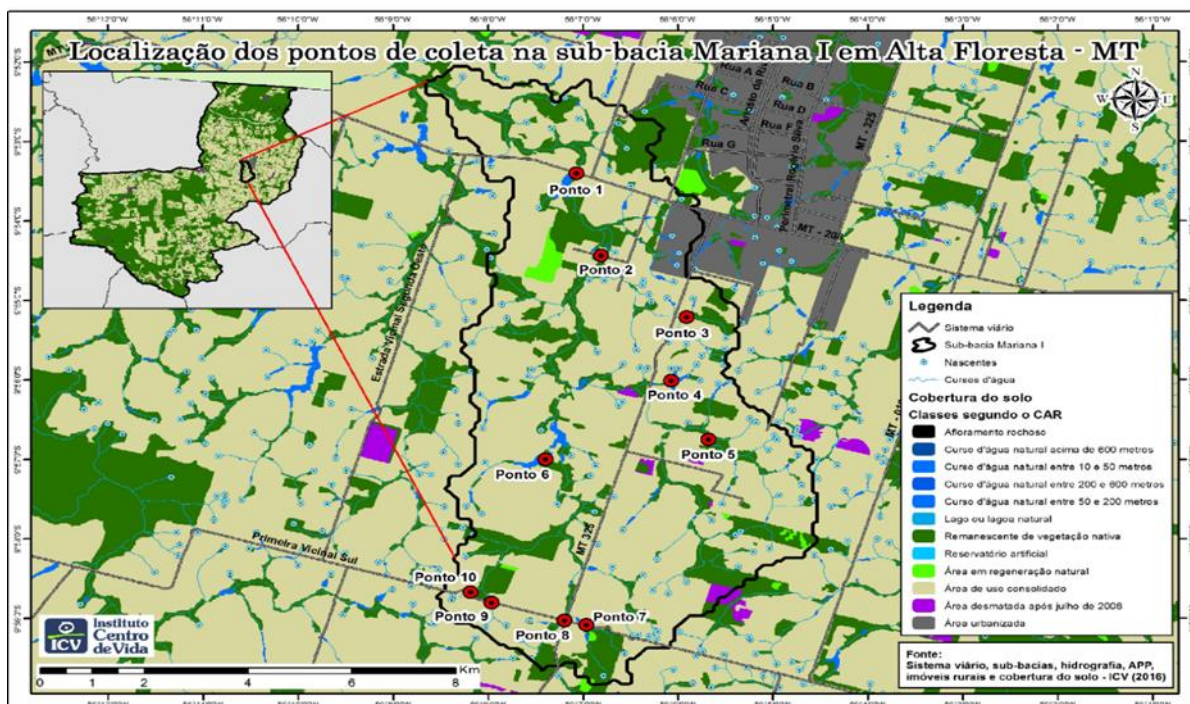 Localização dos pontos de coleta na sub-bacia Mariana I em Alta Floresta - MT
Rua A
Rua B
Rua C
Rua D
Rua F
Rua G
Perimetral Rogério Silva
MT - 325
Ponto 1
Ponto 2
Estrada Vicinal Segunda Oeste
Ponto 3
Ponto 4
Ponto 5
Ponto 6
MT 325
Primeira Vicinal Sul
Ponto 10
Ponto 9
Ponto 8
Ponto 7
N
S
Legenda
Sistema viário
Sub-bacia Mariana I
Nascentes
Cursos d'água
Cobertura do solo
Classes segundo o CAR
Afloramento rochoso
Curso d'água natural acima de 600 metros
Curso d'água natural entre 10 e 50 metros
Curso d'água natural entre 200 e 600 metros
Curso d'água natural entre 50 e 200 metros
Lago ou lagoa natural
Remanescente de vegetação nativa
Reservatório artificial
Área em regeneração natural
Área de uso consolidado
Área desmatada após julho de 2008
Área urbanizada
Fonte:
Sistema viário, sub-bacias, hidrografia, APP,
imóveis rurais e cobertura do solo - ICV (2016)
ICV
Instituto
Centro
de Vida
Km
0 1 2 4 6 8